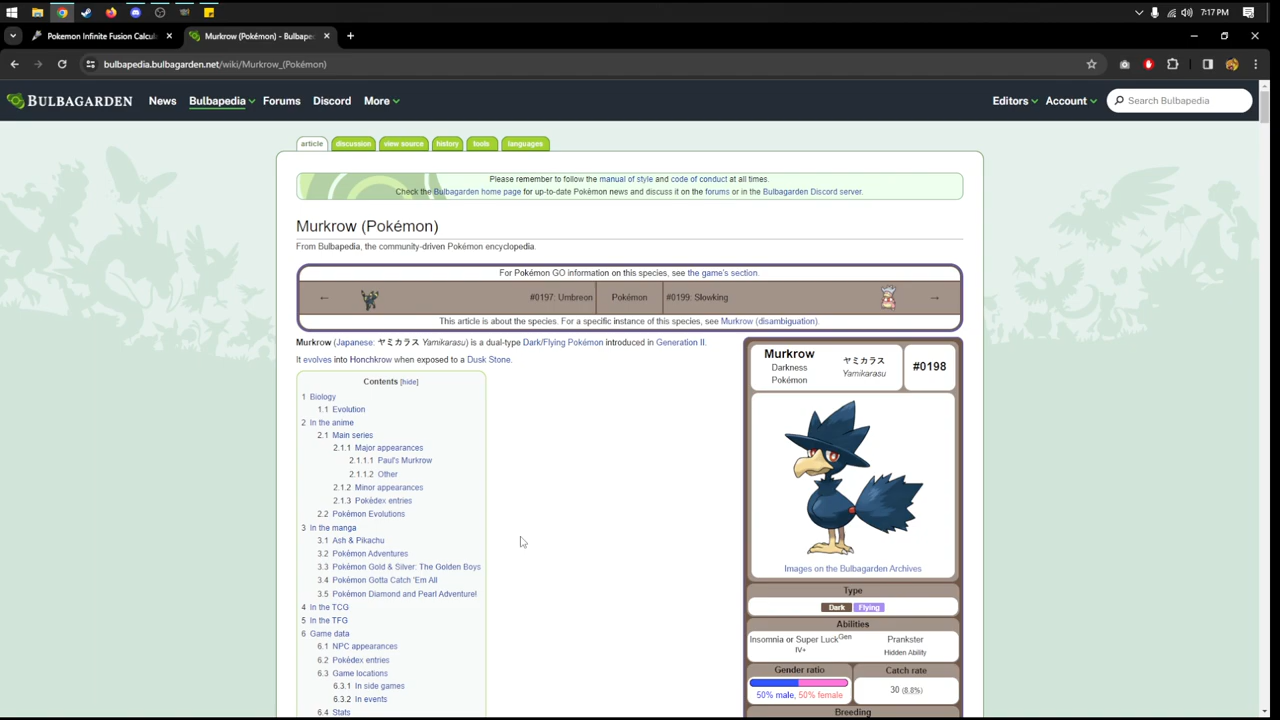 7:17 PM
Pokemon Infinite Fusion Calcul
Murkrow (Pokémon) - Bulbape
bulbapedia.bulbagarden.net/wiki/Murkrow_(Pokémon)
BULBAGARDEN News Bulbapedia Forums Discord More Editors Account Search Bulbapedia
article discussion view source history tools languages
Please remember to follow the manual of style and code of conduct at all times.
Check the Bulbagarden home page for up-to-date Pokémon news and discuss it on the forums or in the Bulbagarden Discord server.
Murkrow (Pokémon)
From Bulbapedia, the community-driven Pokémon encyclopedia.
For Pokémon GO information on this species, see the game's section.
← #0197: Umbreon Pokémon #0199: Slowking →
This article is about the species. For a specific instance of this species, see Murkrow (disambiguation).
Murkrow (Japanese: ヤミカラス Yamikarasu) is a dual-type Dark/Flying Pokémon introduced in Generation II.
It evolves into Honchkrow when exposed to a Dusk Stone.
Contents [hide]
1 Biology
1.1 Evolution
2 In the anime
2.1 Main series
2.1.1 Major appearances
2.1.1.1 Paul's Murkrow
2.1.1.2 Other
2.1.2 Minor appearances
2.1.3 Pokédex entries
2.2 Pokémon Evolutions
3 In the manga
3.1 Ash & Pikachu
3.2 Pokémon Adventures
3.3 Pokémon Gold & Silver: The Golden Boys
3.4 Pokémon Gotta Catch 'Em All
3.5 Pokémon Diamond and Pearl Adventure!
4 In the TCG
5 In the TFG
6 Game data
6.1 NPC appearances
6.2 Pokédex entries
6.3 Game locations
6.3.1 In side games
6.3.2 In events
6.4 Stats
Murkrow
Darkness
Pokémon
ヤミカラス
Yamikarasu
#0198
Images on the Bulbagarden Archives
Type
Dark Flying
Abilities
Insomnia or Super Luck Gen
IV+
Prankster
Hidden Ability
Gender ratio
50% male, 50% female
Catch rate
30 (8.8%)
Breeding